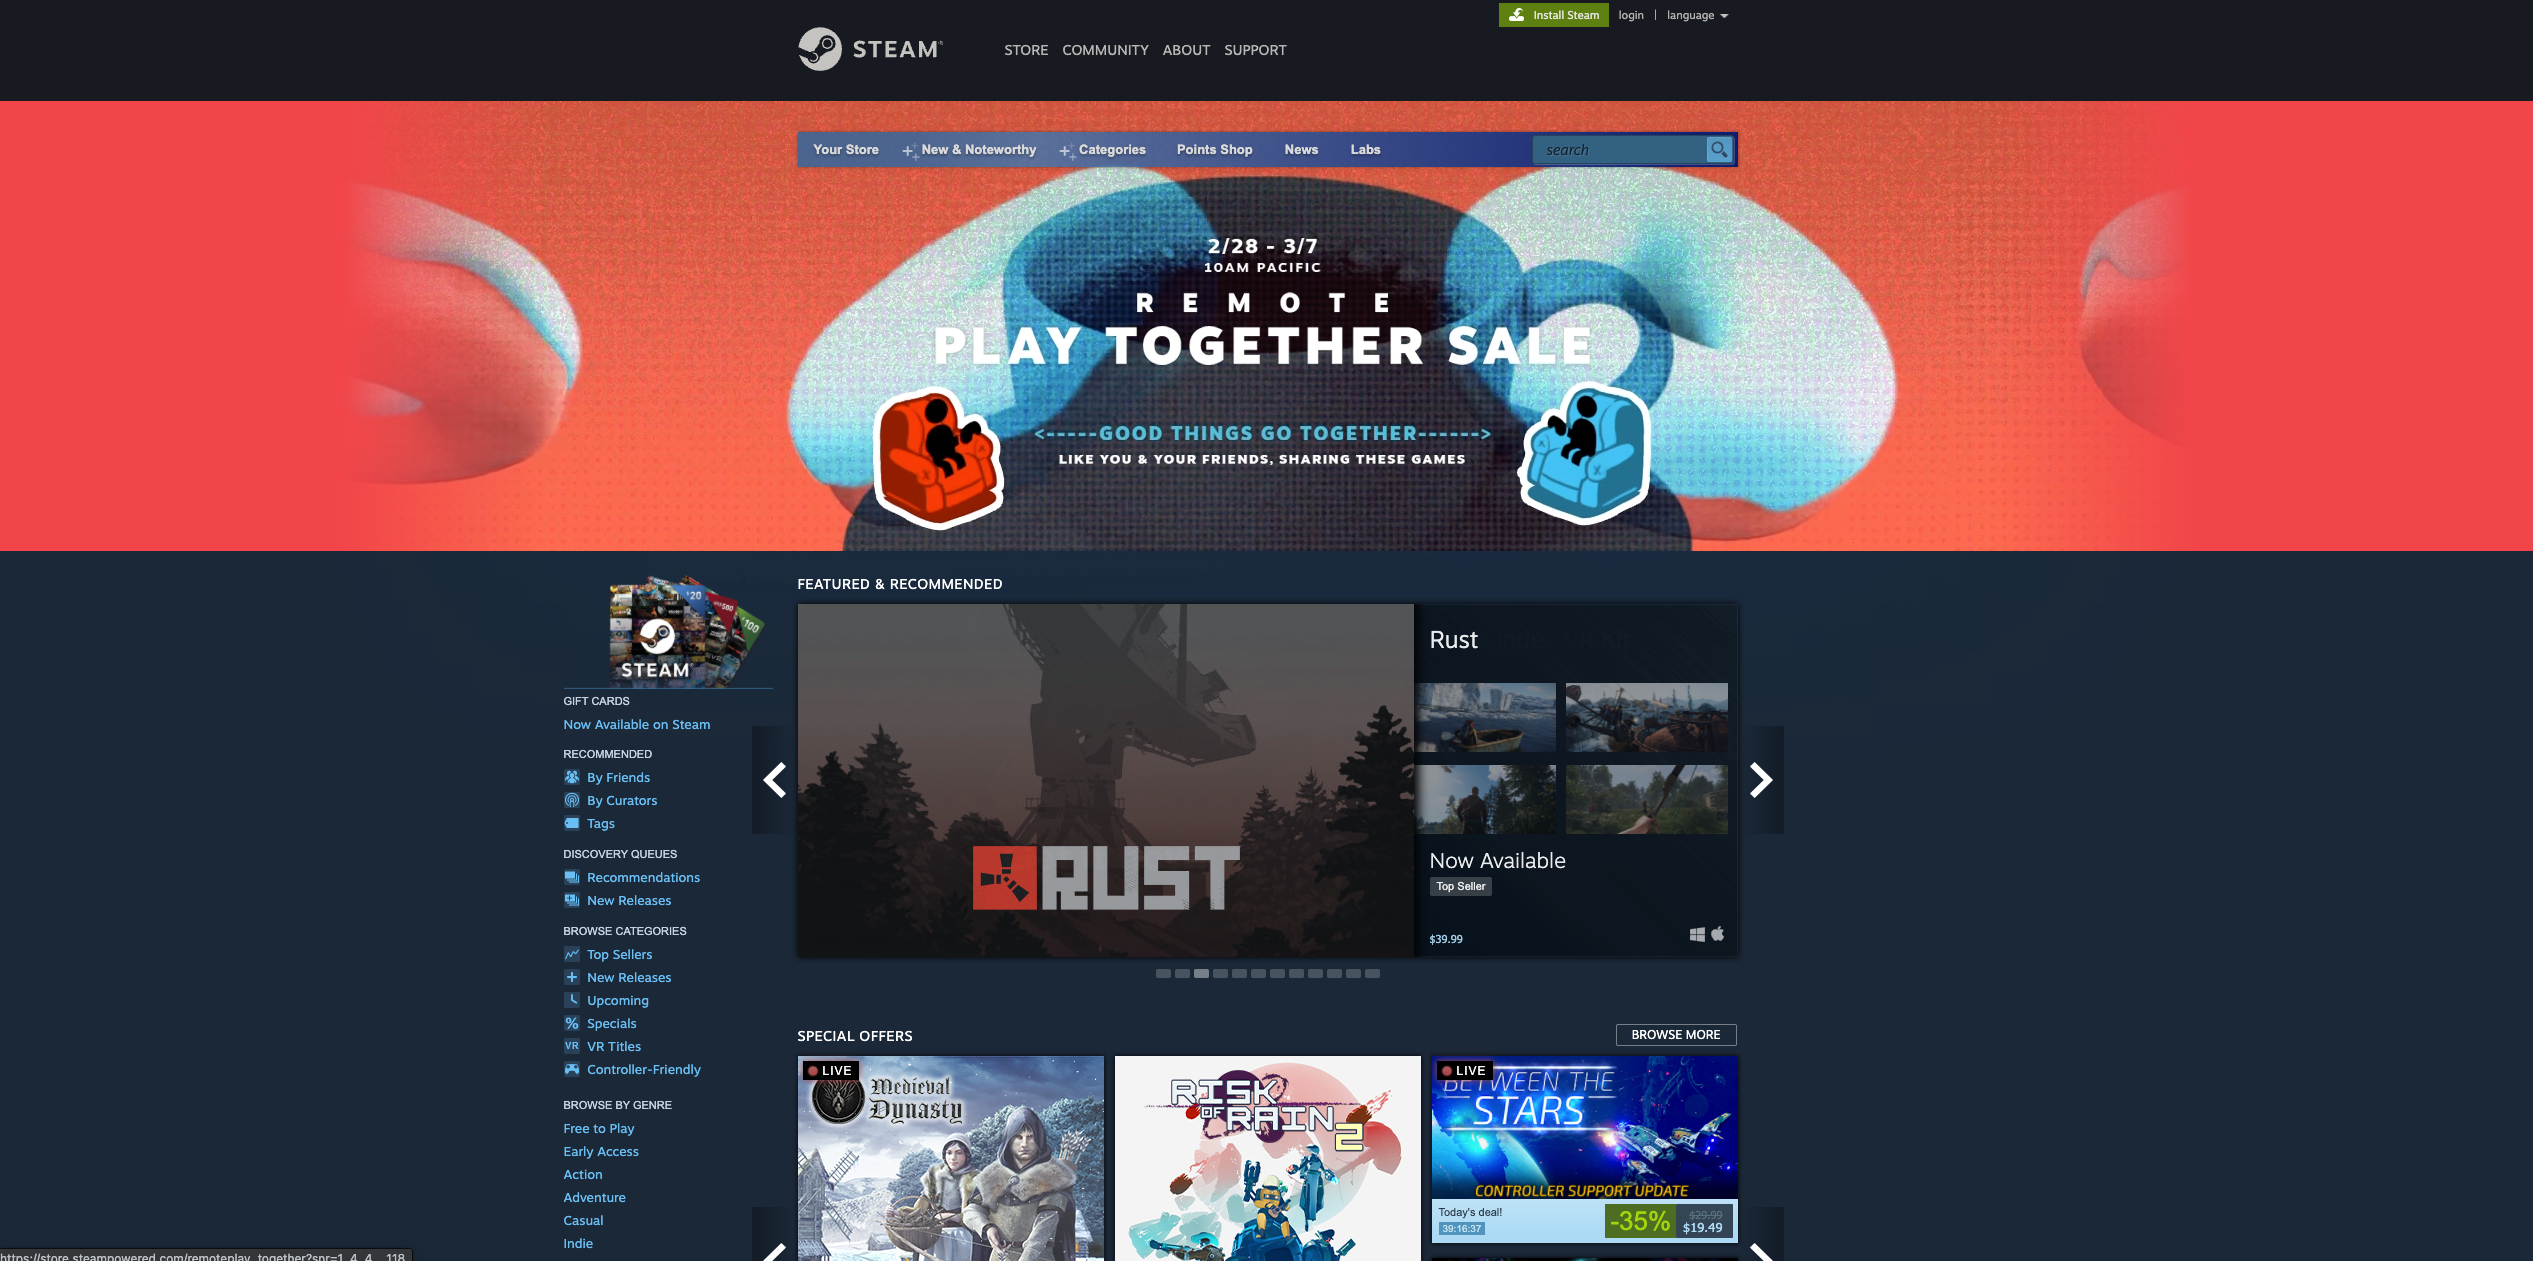 Install Steam login | language
STEAM®
STORE COMMUNITY ABOUT SUPPORT
Your Store New & Noteworthy Categories Points Shop News Labs search
2/28 - 3/7
10AM PACIFIC
REMOTE
PLAY TOGETHER SALE
<-----GOOD THINGS GO TOGETHER------>
LIKE YOU & YOUR FRIENDS, SHARING THESE GAMES
$20
$100
STEAM
GIFT CARDS
Now Available on Steam
RECOMMENDED
By Friends
By Curators
Tags
DISCOVERY QUEUES
Recommendations
New Releases
BROWSE CATEGORIES
Top Sellers
New Releases
Upcoming
Specials
VR VR Titles
Controller-Friendly
BROWSE BY GENRE
Free to Play
Early Access
Action
Adventure
Casual
Indie
FEATURED & RECOMMENDED
RUST
Rust
Index VR Kit
Now Available
Top Seller
$39.99
SPECIAL OFFERS
BROWSE MORE
LIVE
Medieval
Dynasty
RISK
OF RAIN
2
LIVE
BETWEEN THE
STARS
CONTROLLER SUPPORT UPDATE
Today's deal!
39:16:37
-35%
$29.99
$19.49
https://store.steampowered.com/remoteplay_together?snr=1_4_4__118